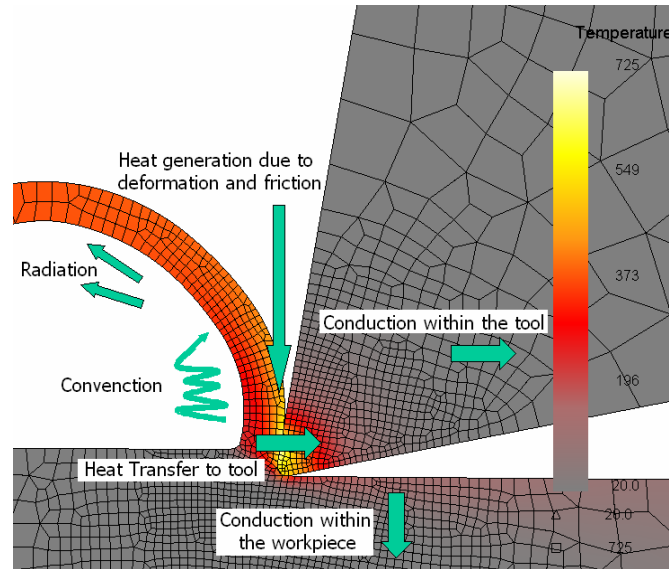 Temperature
725
549
373
196
20.0
20.0
725
Heat generation due to
deformation and friction
Radiation
Convenction
Conduction within the tool
Heat Transfer to tool
Conduction within
the workpiece